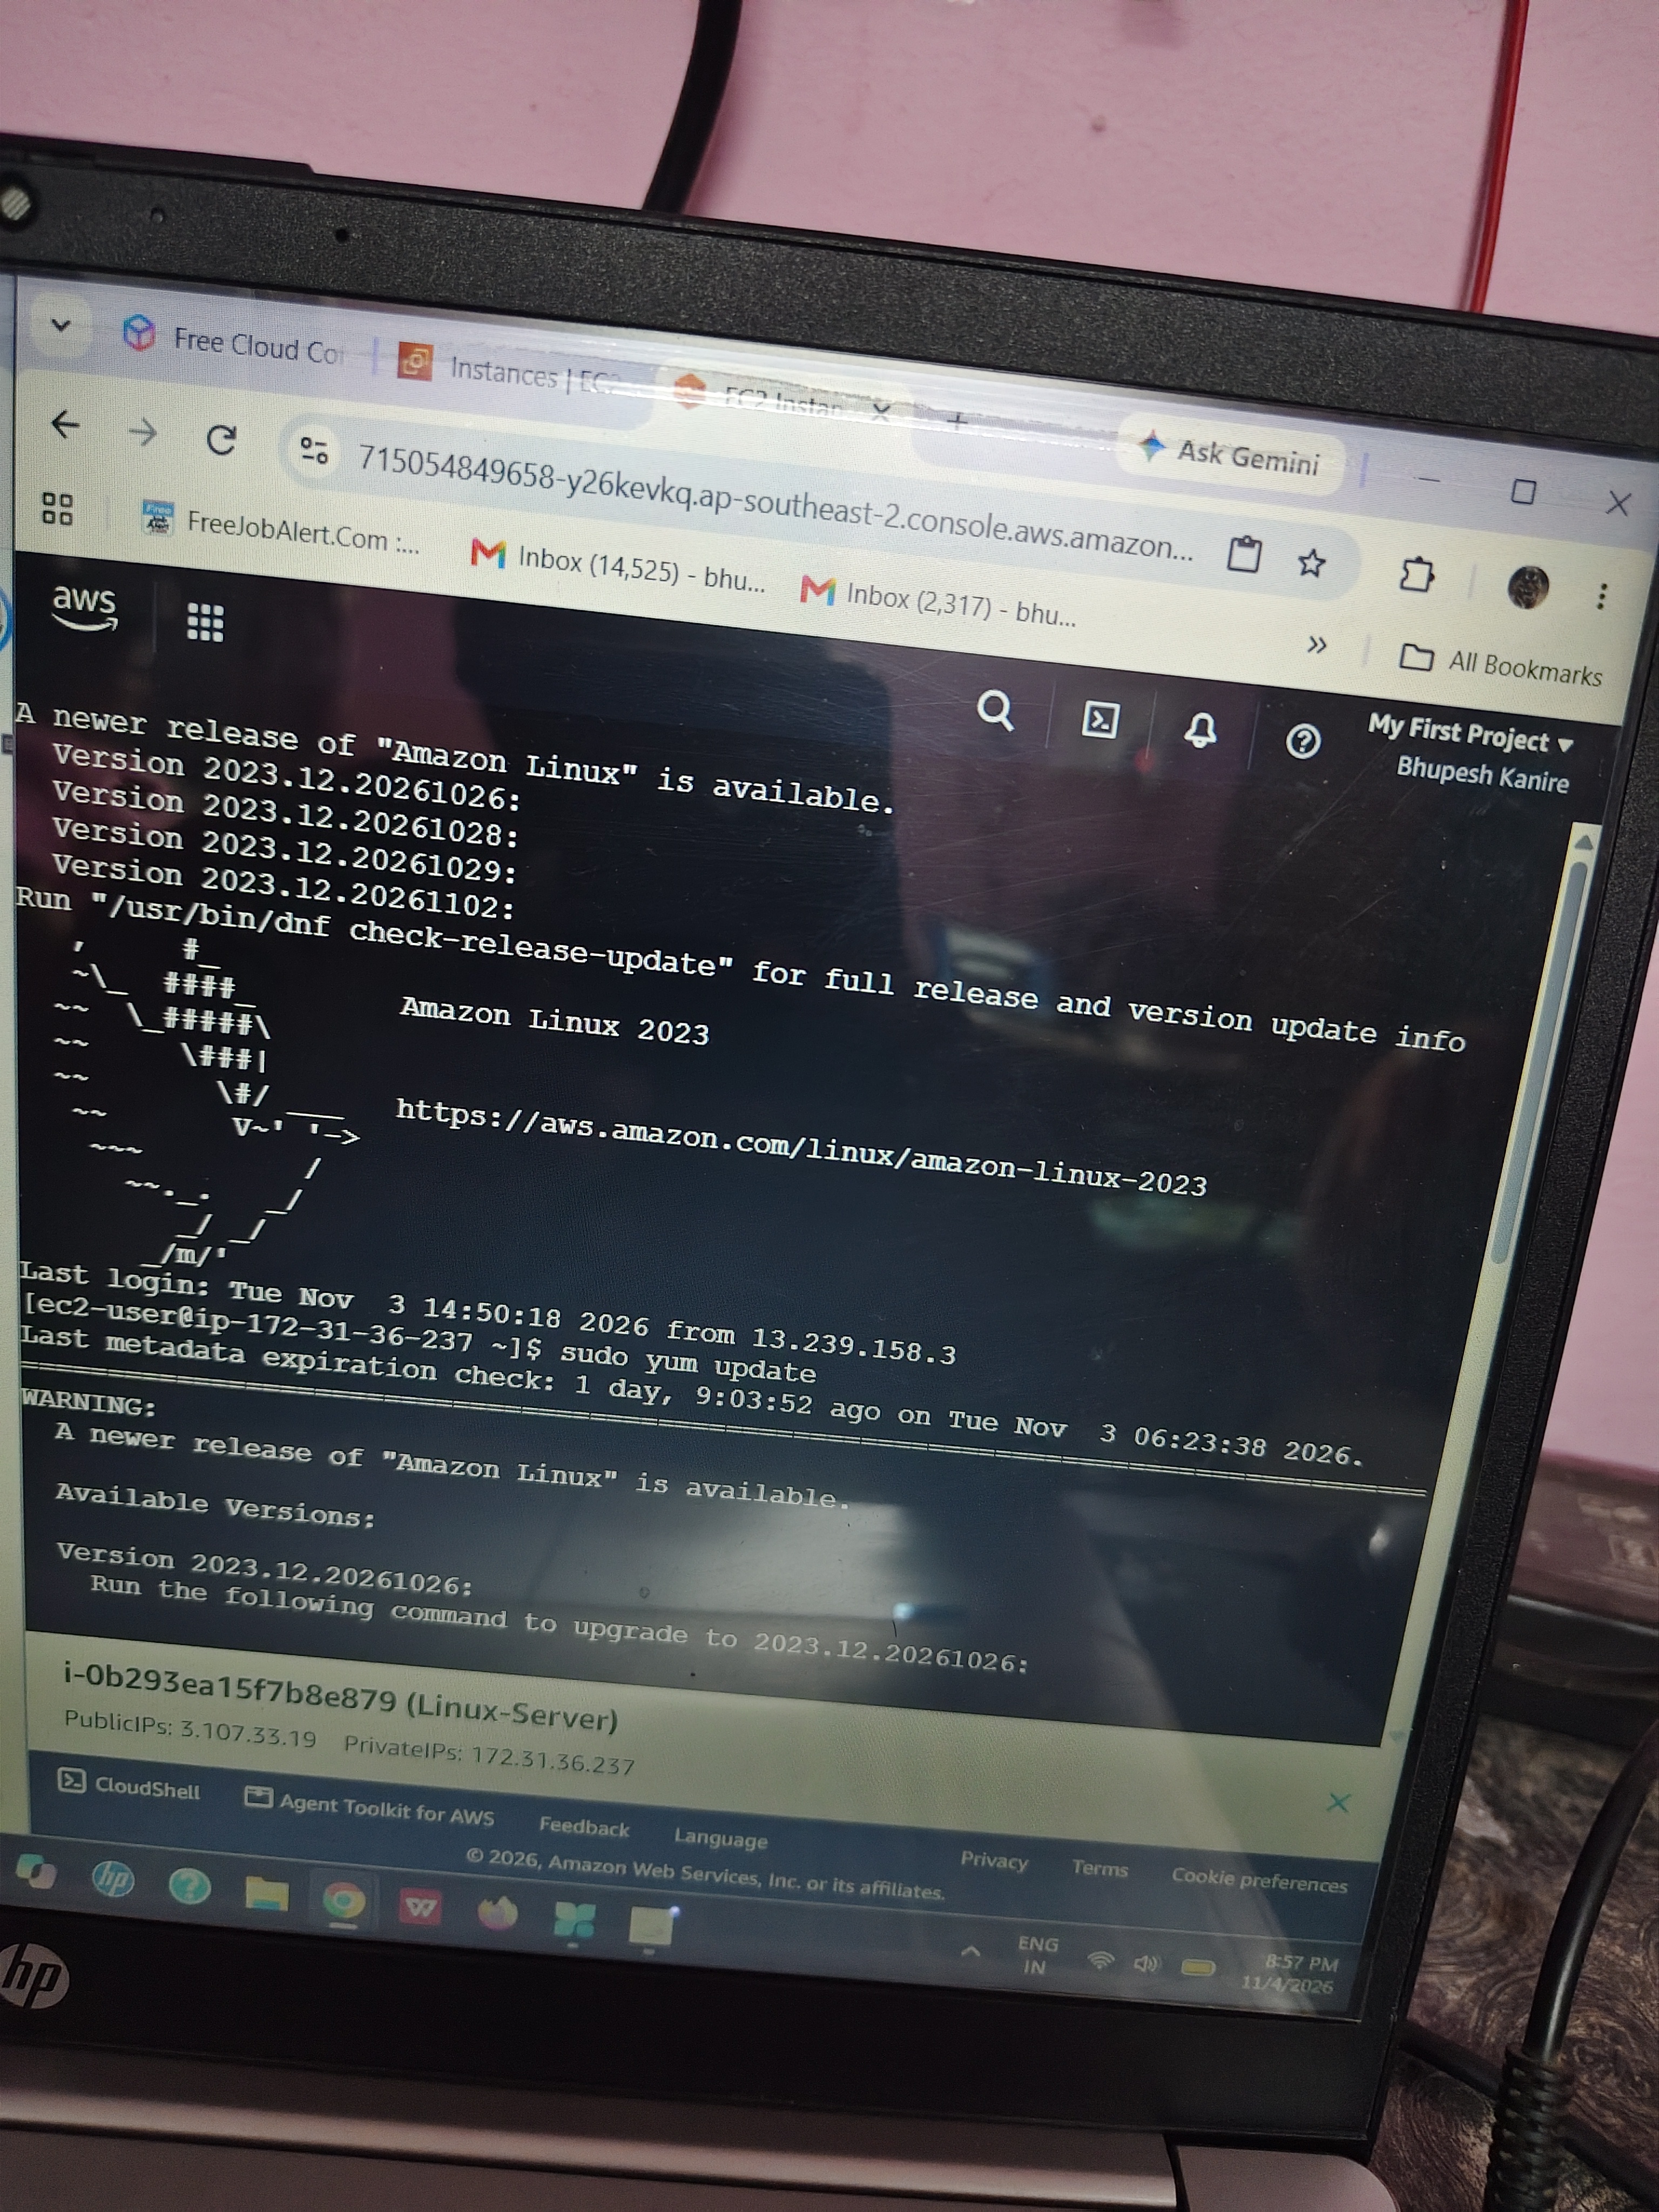 Free Cloud Co
Instances | EC2
EC2 Instan
Ask Gemini
715054849658-y26kevkq.ap-southeast-2.console.aws.amazon...
FreeJobAlert.Com :...
Inbox (14,525) - bhu...
Inbox (2,317) - bhu...
All Bookmarks
aws
My First Project
Bhupesh Kanire
A newer release of "Amazon Linux" is available.
Version 2023.12.20261026:
Version 2023.12.20261028:
Version 2023.12.20261029:
Version 2023.12.20261102:
Run "/usr/bin/dnf check-release-update" for full release and version update info
   ,     #_
   ~\_  ####_        Amazon Linux 2023
  ~~  \_#####\
  ~~     \###|
  ~~       \#/ ___   https://aws.amazon.com/linux/amazon-linux-2023
   ~~       V~' '->
    ~~~         /
      ~~._.   _/
         _/ _/
       _/m/'
Last login: Tue Nov  3 14:50:18 2026 from 13.239.158.3
[ec2-user@ip-172-31-36-237 ~]$ sudo yum update
Last metadata expiration check: 1 day, 9:03:52 ago on Tue Nov  3 06:23:38 2026.
WARNING:
A newer release of "Amazon Linux" is available.
Available Versions:
Version 2023.12.20261026:
Run the following command to upgrade to 2023.12.20261026:
i-0b293ea15f7b8e879 (Linux-Server)
PublicIPs: 3.107.33.19 PrivateIPs: 172.31.36.237
CloudShell Agent Toolkit for AWS Feedback Language
© 2026, Amazon Web Services, Inc. or its affiliates.
Privacy Terms Cookie preferences
hp
ENG
IN
8:57 PM
11/4/2026
hp